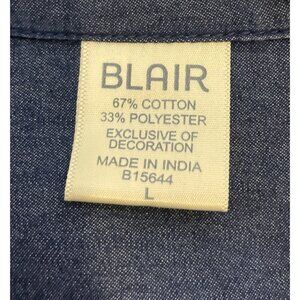 BLAIR
67% COTTON
33% POLYESTER
EXCLUSIVE OF
DECORATION
MADE IN INDIA
B15644
L